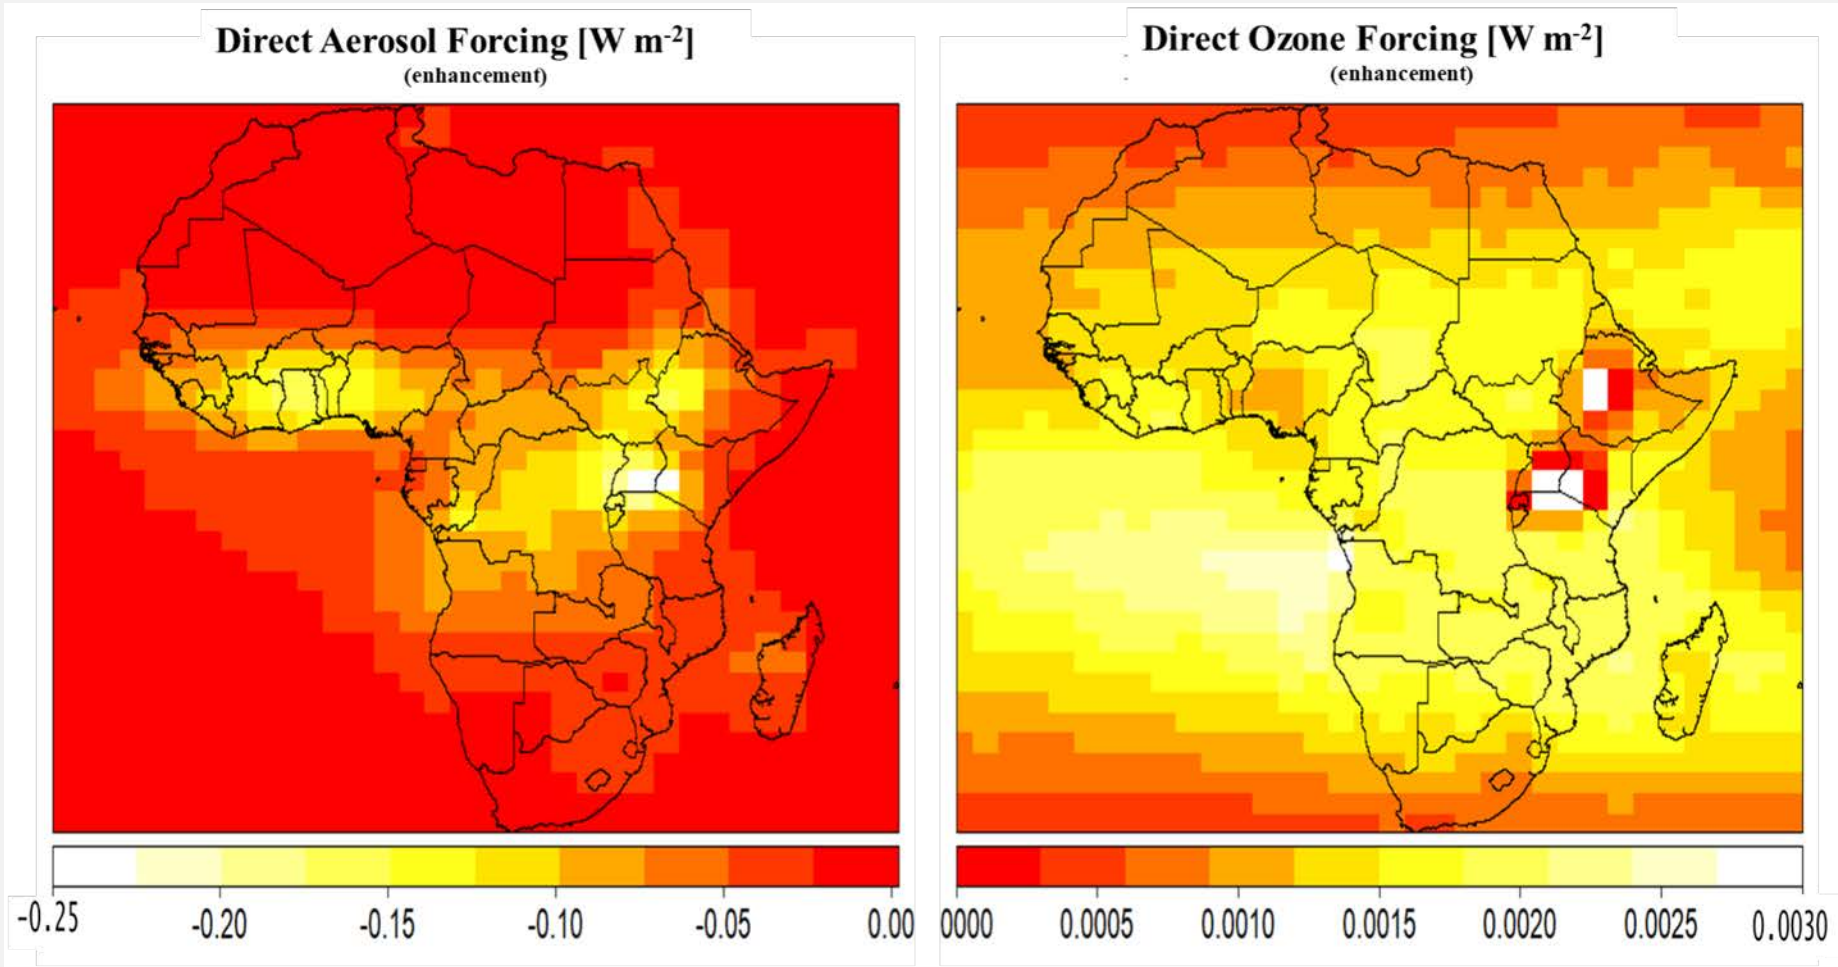 Direct Aerosol Forcing [W m-2]
(enhancement)
-0.25 -0.20 -0.15 -0.10 -0.05 0.00
Direct Ozone Forcing [W m-2]
(enhancement)
0000 0.0005 0.0010 0.0015 0.0020 0.0025 0.0030